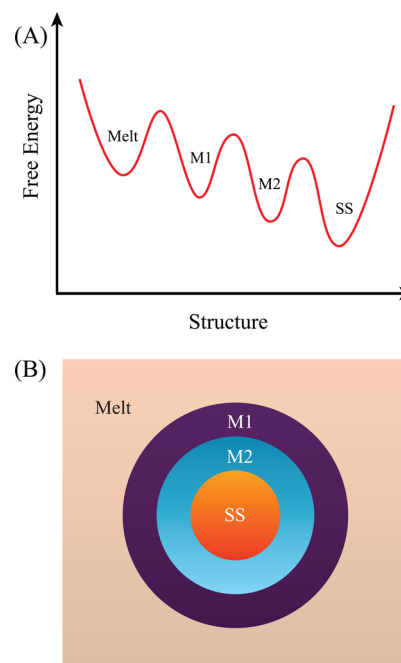 (A)
Free Energy
Melt
M1
M2
SS
Structure
(B)
Melt
M1
M2
SS